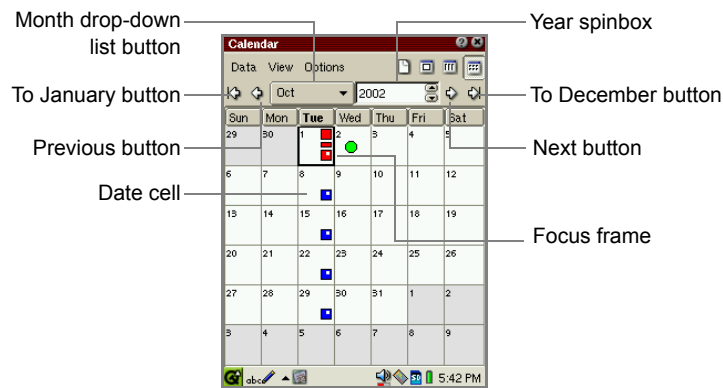 Month drop-down
list button
Year spinbox
Calendar
Data View Options
To January button
Oct 2002
To December button
Sun Mon Tue Wed Thu Fri Sat
Previous button
Next button
29 30 1 2 3 4 5
Date cell
6 7 8 9 10 11 12
13 14 15 16 17 18 19
Focus frame
20 21 22 23 24 25 26
27 28 29 30 31 1 2
3 4 5 6 7 8 9
abc 5:42 PM